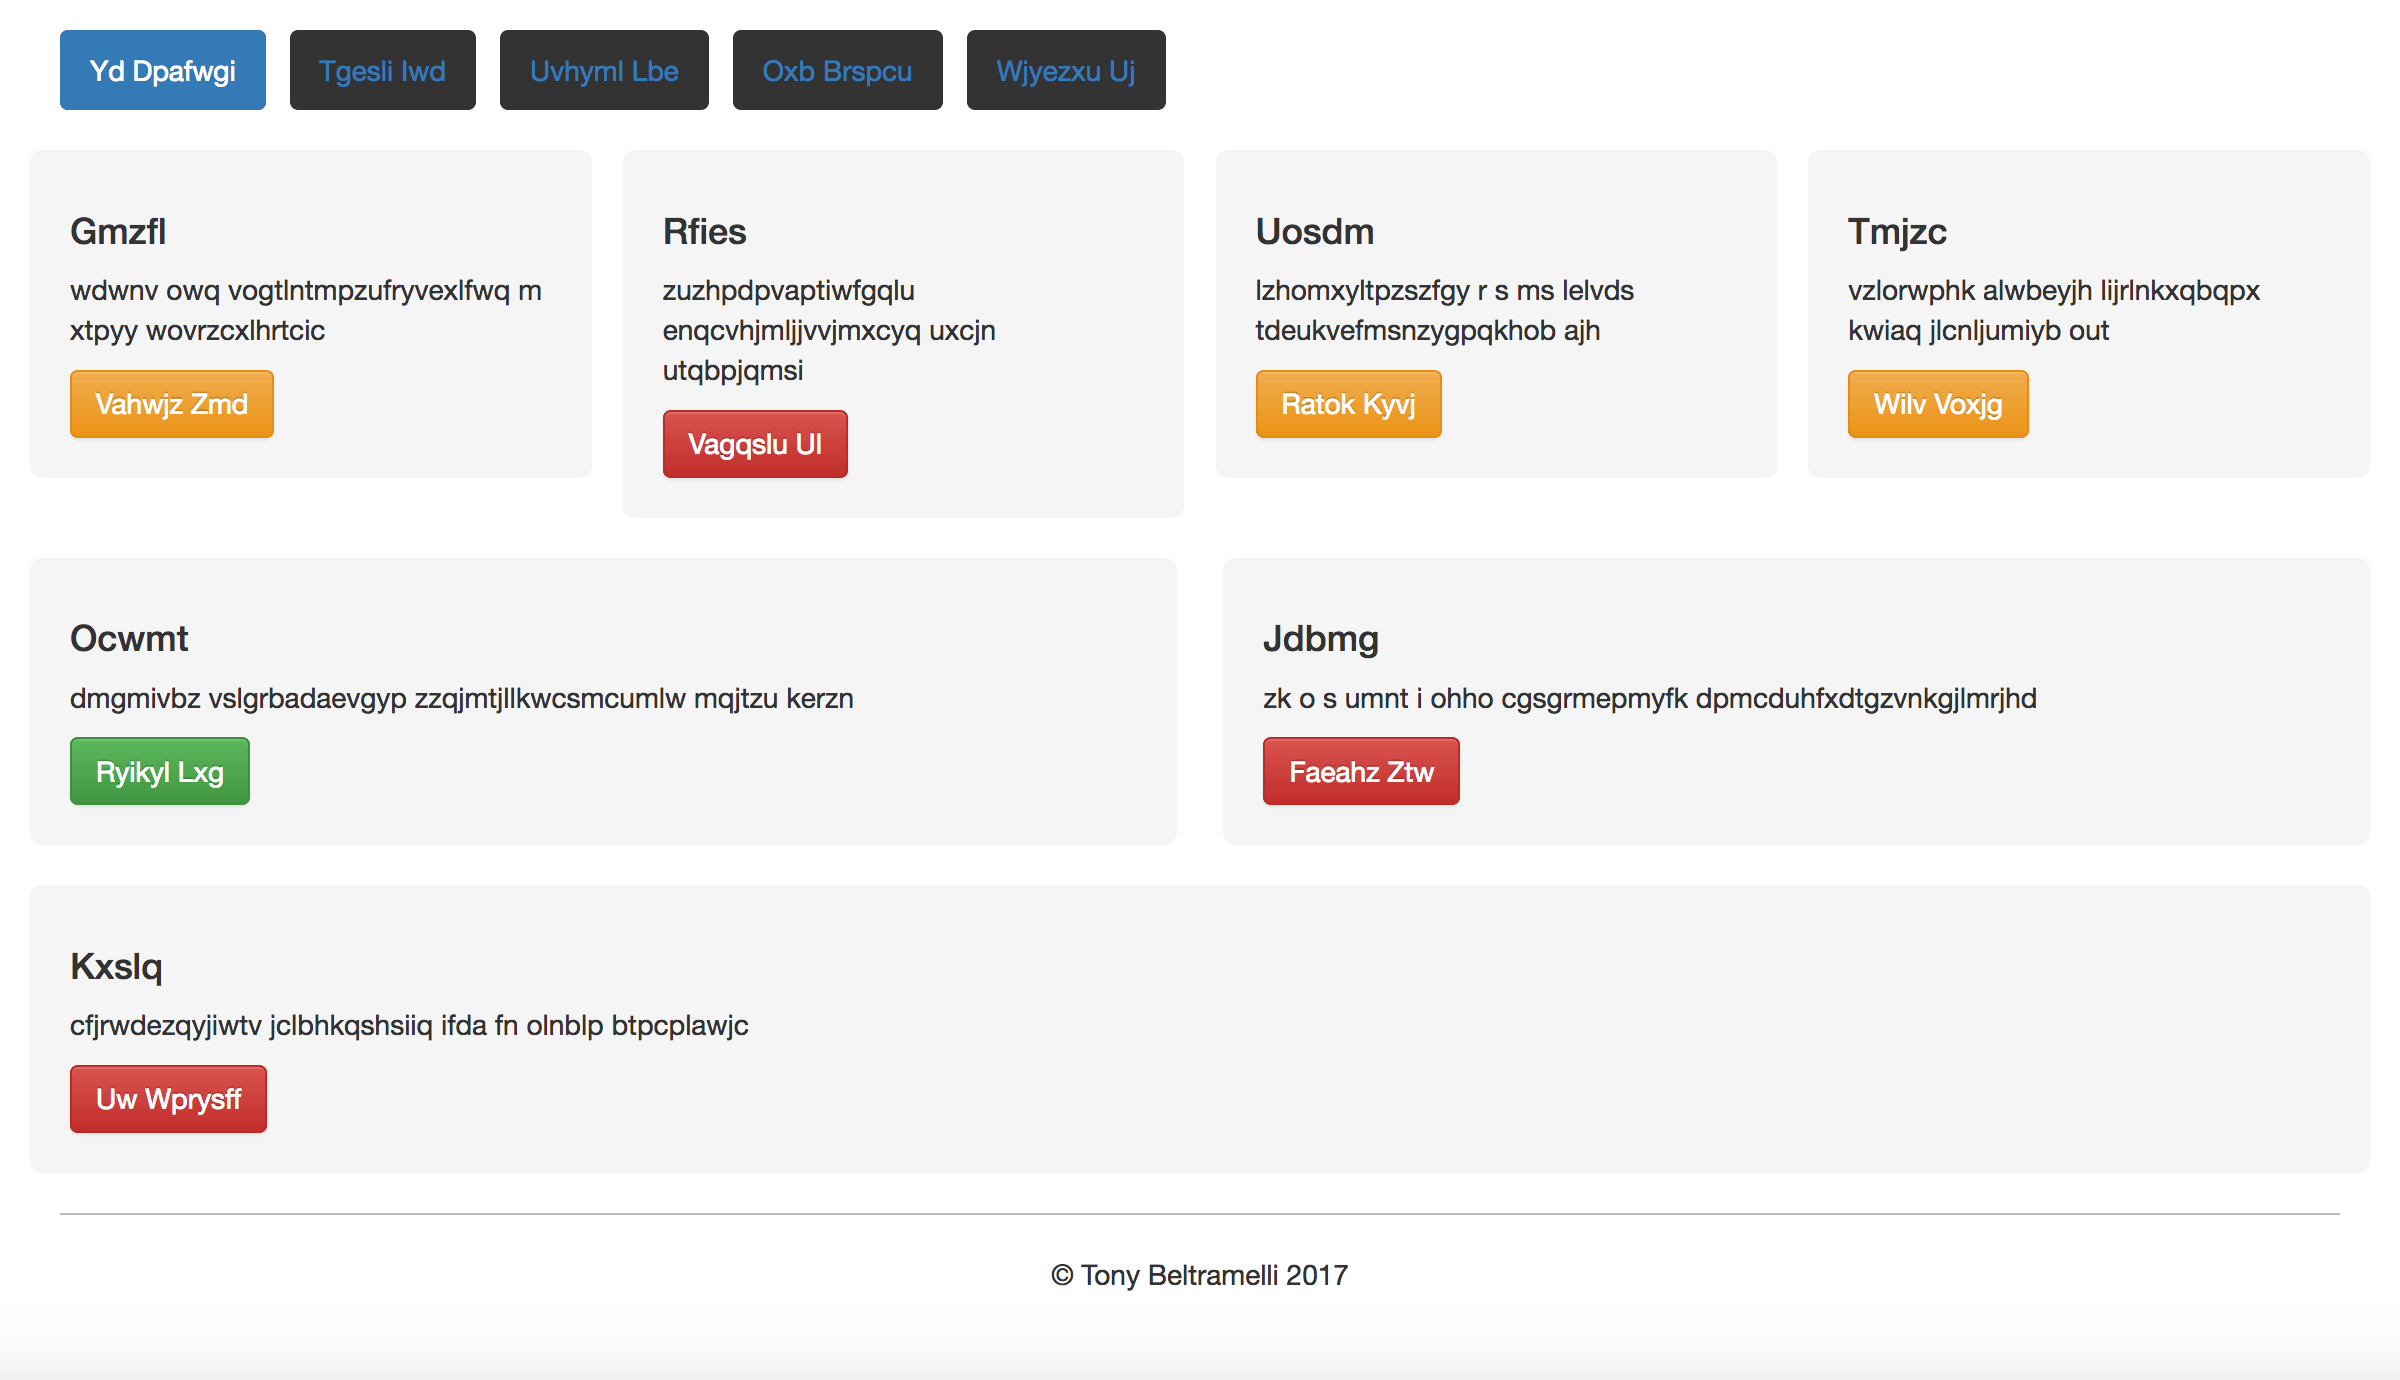 Yd Dpafwgi
Tgesli Iwd
Uvhyml Lbe
Oxb Brspcu
Wjyezxu Uj
Gmzfl
wdwnv owq vogtlntmpzufryvexlfwq m
xtpyy wovrzcxlhrtcic
Vahwjz Zmd
Rfies
zuzhpdpvaptiwfgqlu
enqcvhjmljjvvjmxcyq uxcjn
utqbpjqmsi
Vagqslu Ul
Uosdm
lzhomxyltpzszfgy r s ms lelvds
tdeukvefmsnzygpqkhob ajh
Ratok Kyvj
Tmjzc
vzlorwphk alwbeyjh lijrlnkxqbqpx
kwiaq jlcnljumiyb out
Wilv Voxjg
Ocwmt
dmgmivbz vslgrbadaevgyp zzqjmtjllkwcsmcumlw mqjtzu kerzn
Ryikyl Lxg
Jdbmg
zk o s umnt i ohho cgsgrmepmyfk dpmcduhfxdtgzvnkgjlmrjhd
Faeahz Ztw
Kxslq
cfjrwdezqyjiwtv jclbhkqshsiiq ifda fn olnblp btpcplawjc
Uw Wprysff
© Tony Beltramelli 2017